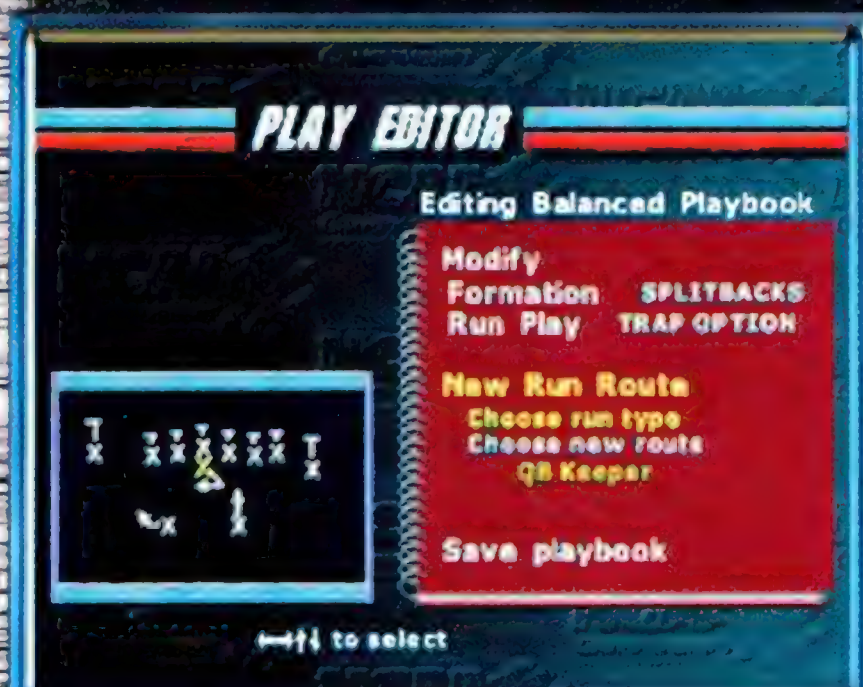 PLAY EDITOR
Editing Balanced Playbook
Modify
Formation SPLITBACKS
Run Play TRAP OPTION
New Run Route
Choose run type
Choose new route
QB Keeper
Save playbook
←→↑↓ to select